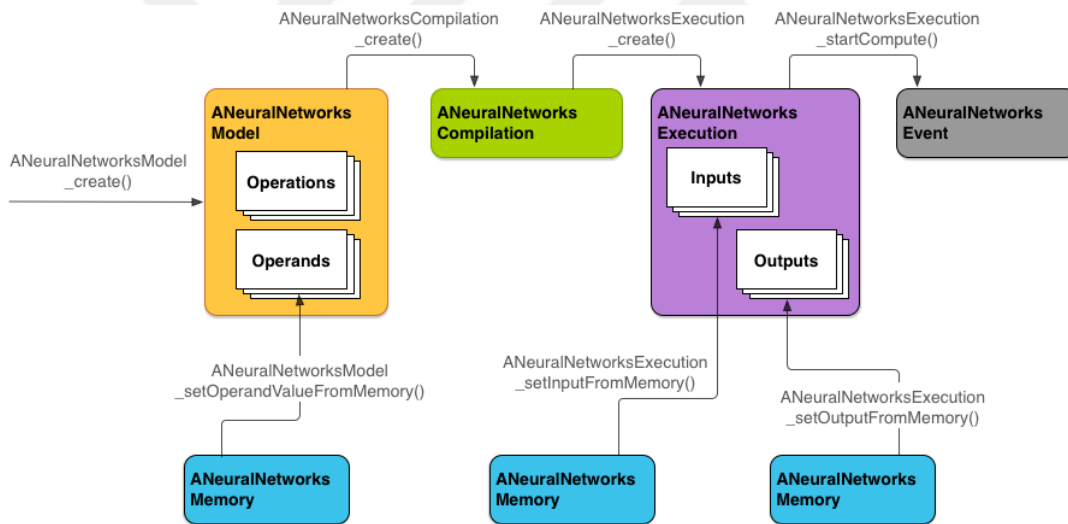 ANeuralNetworksCompilation
_create()
ANeuralNetworksExecution
_create()
ANeuralNetworksExecution
_startCompute()
ANeuralNetworksModel
_create()
ANeuralNetworks
Model
Operations
Operands
ANeuralNetworks
Compilation
ANeuralNetworks
Execution
Inputs
Outputs
ANeuralNetworks
Event
ANeuralNetworksModel
_setOperandValueFromMemory()
ANeuralNetworksExecution
_setInputFromMemory()
ANeuralNetworksExecution
_setOutputFromMemory()
ANeuralNetworks
Memory
ANeuralNetworks
Memory
ANeuralNetworks
Memory